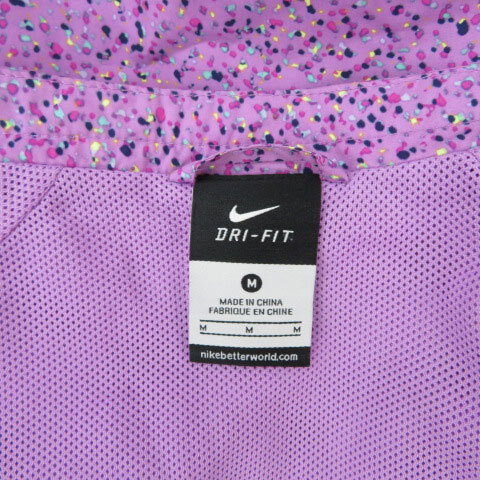 DRI-FIT
M
MADE IN CHINA
FABRIQUE EN CHINE
M M M
nikebetterworld.com